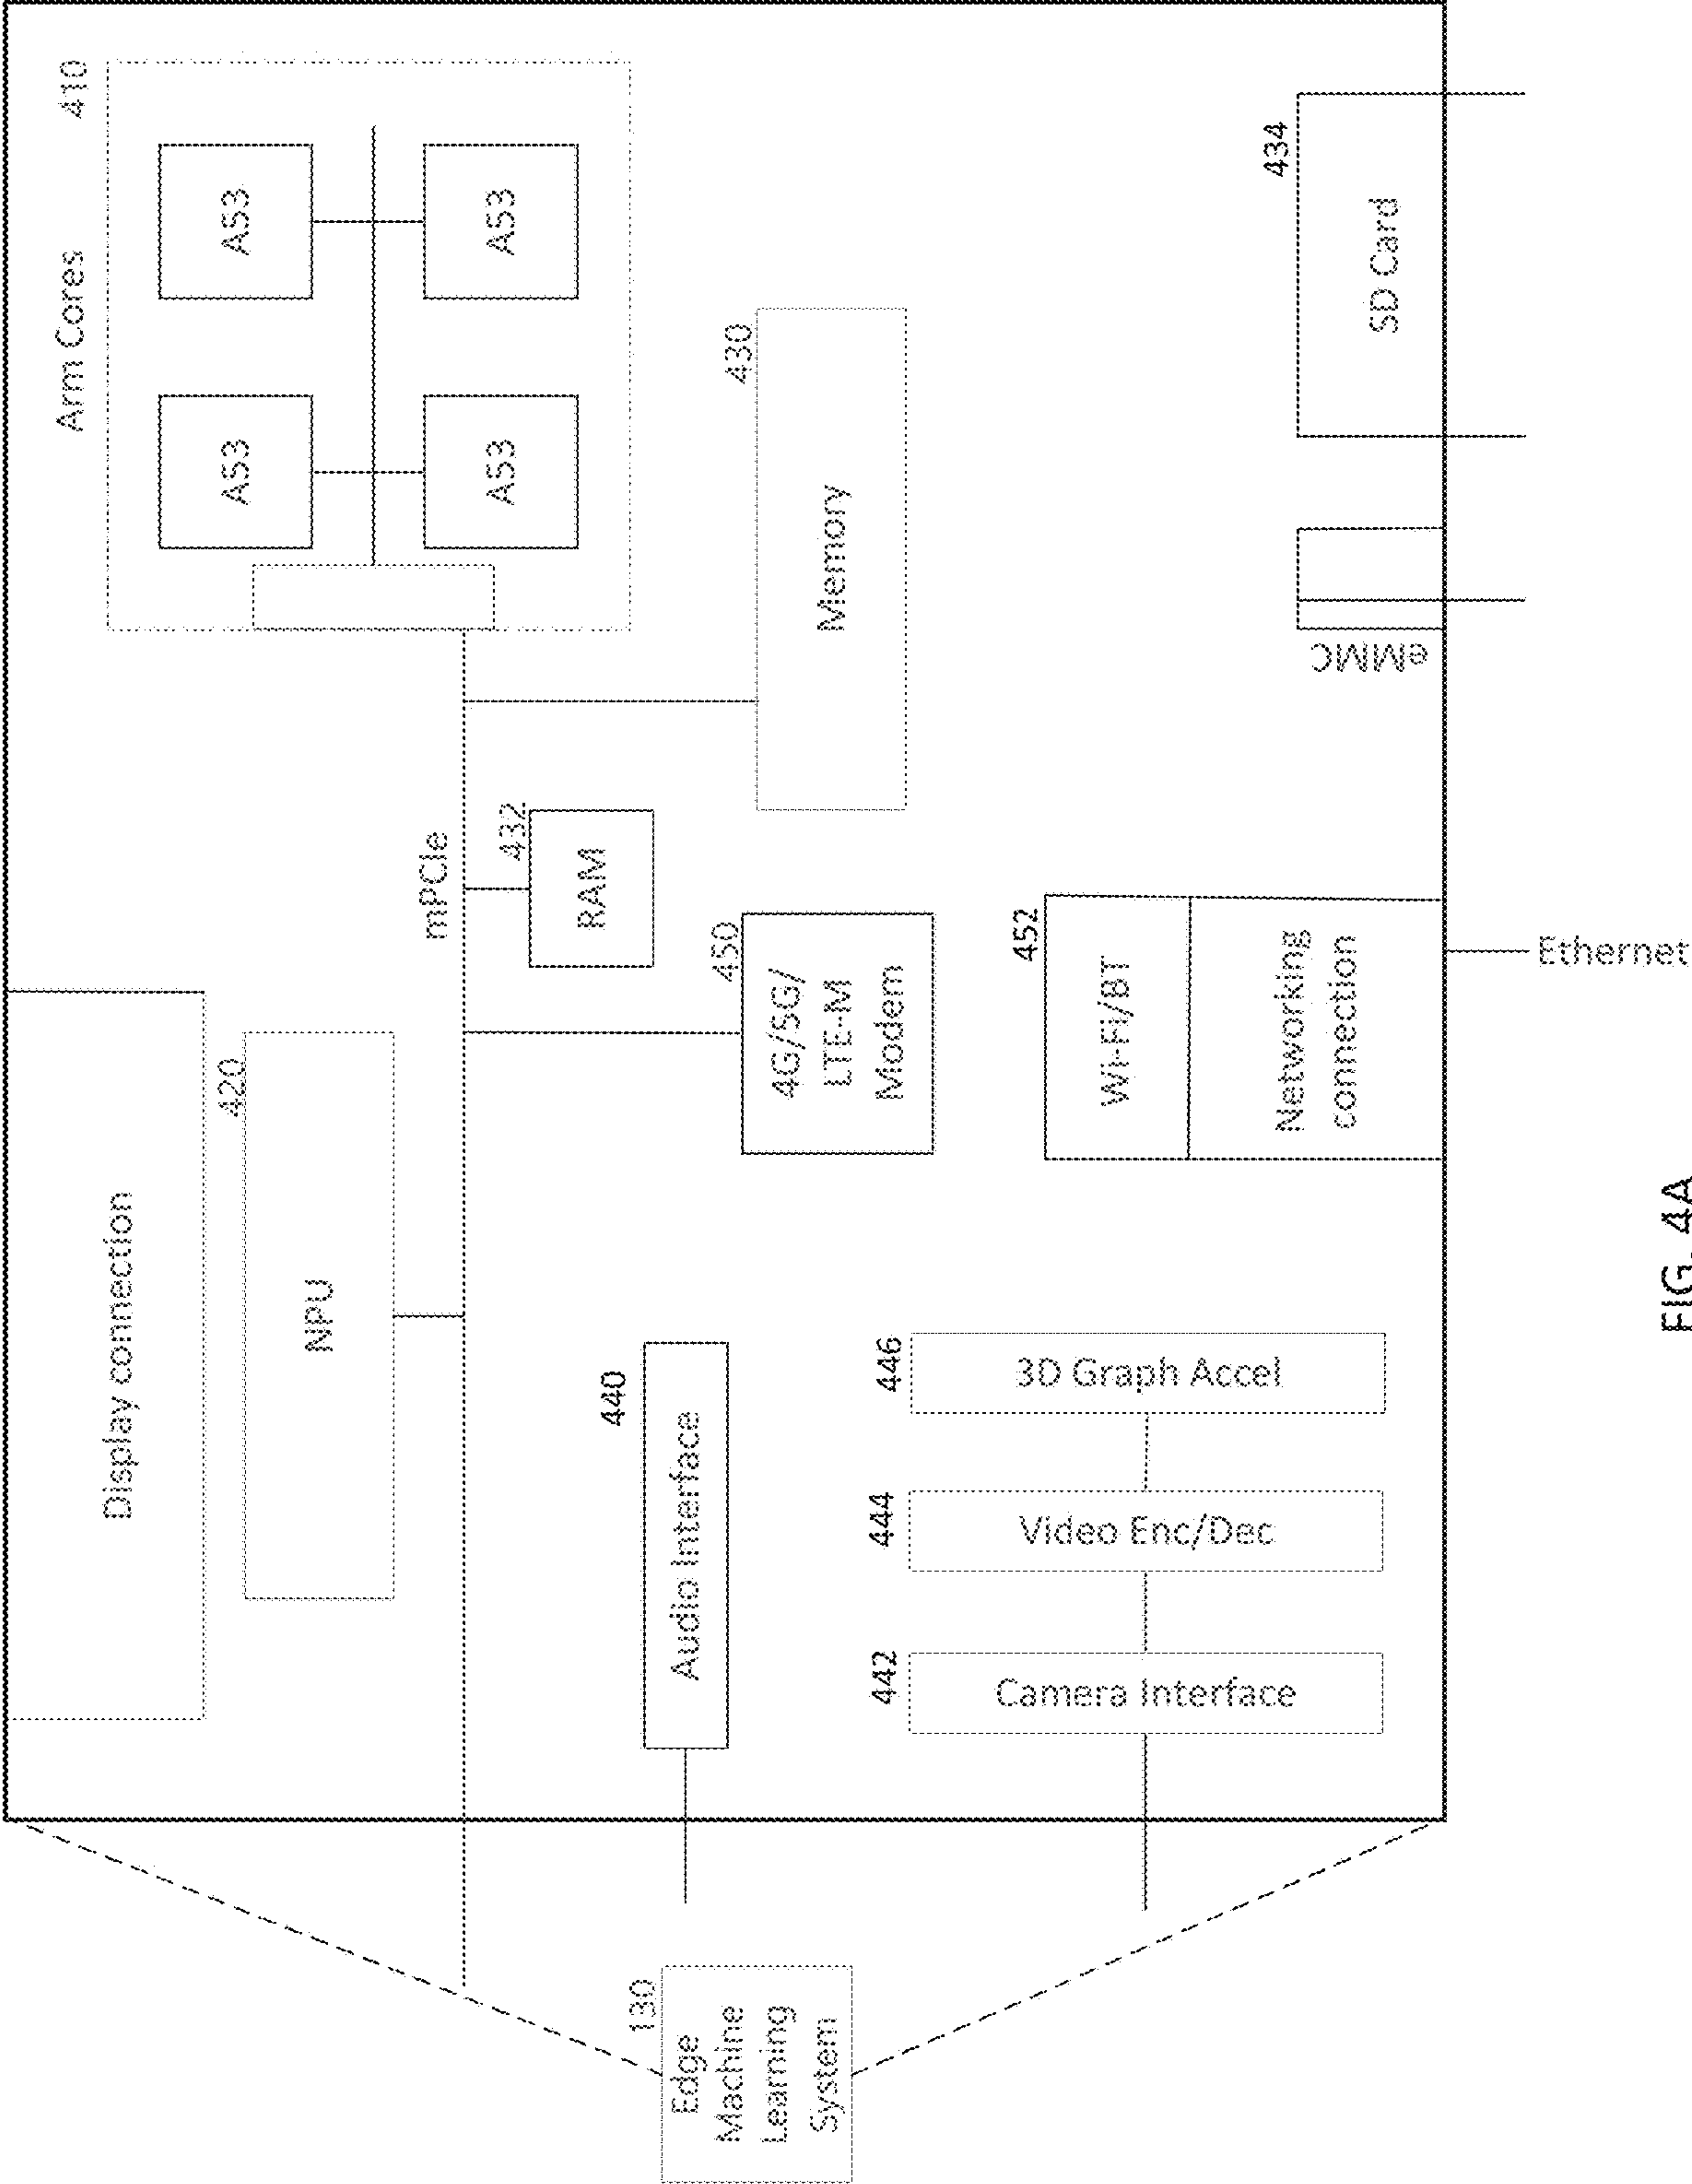 Edge
Machine
Learning
System
130
Display connection
420
NPU
mPCIe
Arm Cores
410
A53
A53
A53
A53
432
RAM
430
Memory
450
4G/5G/
LTE-M
Modem
440
Audio Interface
442
Camera Interface
444
Video Enc/Dec
446
3D Graph Accel
452
Wi-Fi/BT
Networking
connection
Ethernet
eMMC
434
SD Card
FIG. 4A